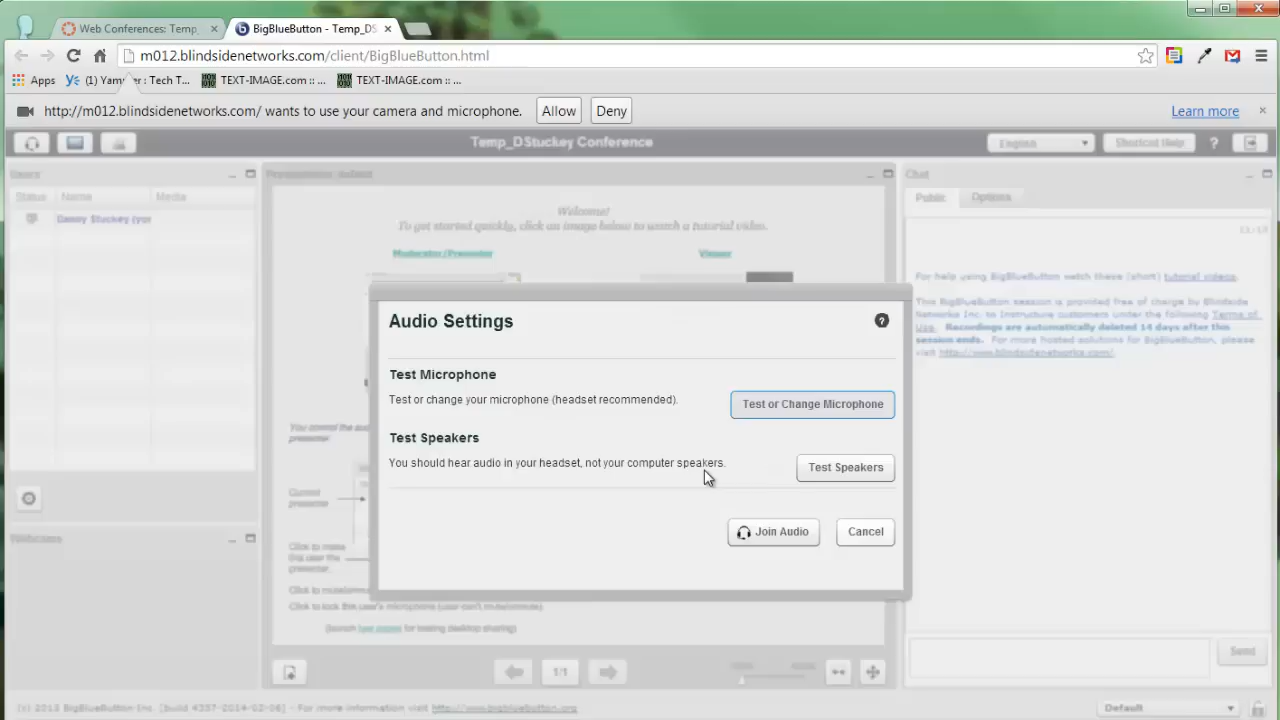 Web Conferences: Temp_
BigBlueButton - Temp_DS
m012.blindsidenetworks.com/client/BigBlueButton.html
Apps
(1) Yammer : Tech T...
TEXT-IMAGE.com :: ...
TEXT-IMAGE.com :: ...
http://m012.blindsidenetworks.com/ wants to use your camera and microphone.
Allow
Deny
Learn more
Temp_DStuckey Conference
English
Shortcut Help
?
Users
Status
Name
Media
Danny Stuckey (you
Presentation: default
Welcome!
To get started quickly, click an image below to watch a tutorial video.
Moderator/Presenter
Viewer
Chat
Public
Options
For help using BigBlueButton watch these (short) tutorial videos.
This BigBlueButton session is provided free of charge by Blindside
Networks Inc. to Instructure customers under the following Terms of
Use. Recordings are automatically deleted 14 days after this
session ends. For more hosted solutions for BigBlueButton, please
visit http://www.blindsidenetworks.com/.
Audio Settings
?
Test Microphone
Test or change your microphone (headset recommended).
Test or Change Microphone
Test Speakers
You should hear audio in your headset, not your computer speakers.
Test Speakers
Join Audio
Cancel
You control the
presenter.
Current
presenter
Click to make
this user the
presenter.
Click to lock this user's microphone (user can't
(launch
for testing desktop sharing)
Webcams
1/1
Send
(c) 2013 BigBlueButton Inc. [build 4357-2014-02-06] - For more information visit http://www.bigbluebutton.org
Default